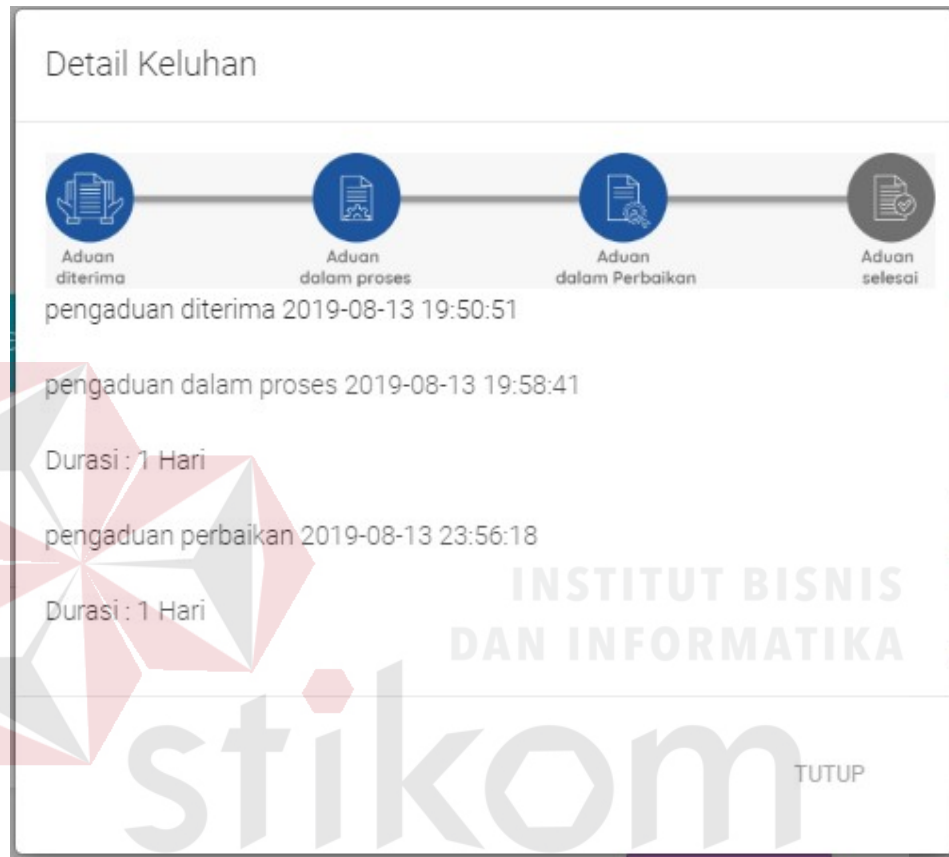 Detail Keluhan
Aduan
diterima
Aduan
dalam proses
Aduan
dalam Perbaikan
Aduan
selesai
pengaduan diterima 2019-08-13 19:50:51
pengaduan dalam proses 2019-08-13 19:58:41
Durasi : 1 Hari
pengaduan perbaikan 2019-08-13 23:56:18
Durasi : 1 Hari
INSTITUT BISNIS
DAN INFORMATIKA
stikom
TUTUP